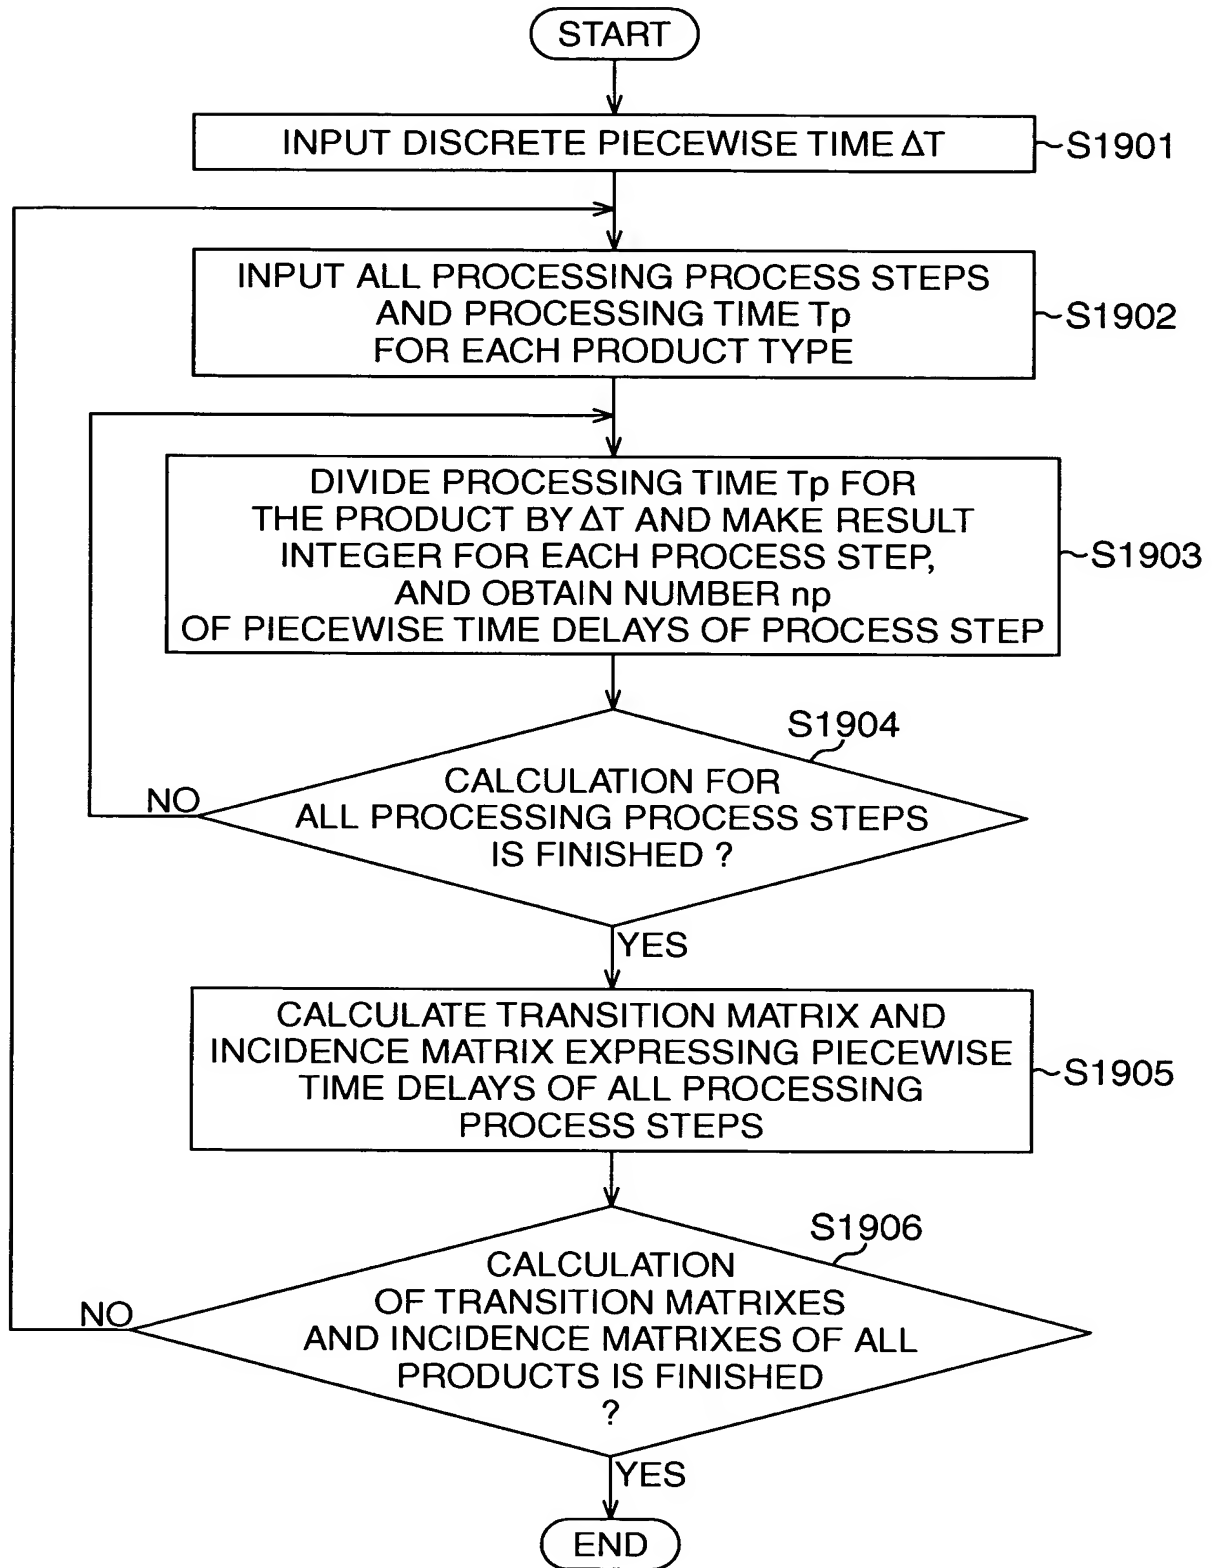 START
INPUT DISCRETE PIECEWISE TIME ΔT
S1901
INPUT ALL PROCESSING PROCESS STEPS
AND PROCESSING TIME Tp
FOR EACH PRODUCT TYPE
S1902
DIVIDE PROCESSING TIME Tp FOR
THE PRODUCT BY ΔT AND MAKE RESULT
INTEGER FOR EACH PROCESS STEP,
AND OBTAIN NUMBER np
OF PIECEWISE TIME DELAYS OF PROCESS STEP
S1903
S1904
CALCULATION FOR
ALL PROCESSING PROCESS STEPS
IS FINISHED ?
NO
YES
CALCULATE TRANSITION MATRIX AND
INCIDENCE MATRIX EXPRESSING PIECEWISE
TIME DELAYS OF ALL PROCESSING
PROCESS STEPS
S1905
S1906
CALCULATION
OF TRANSITION MATRIXES
AND INCIDENCE MATRIXES OF ALL
PRODUCTS IS FINISHED
?
NO
YES
END